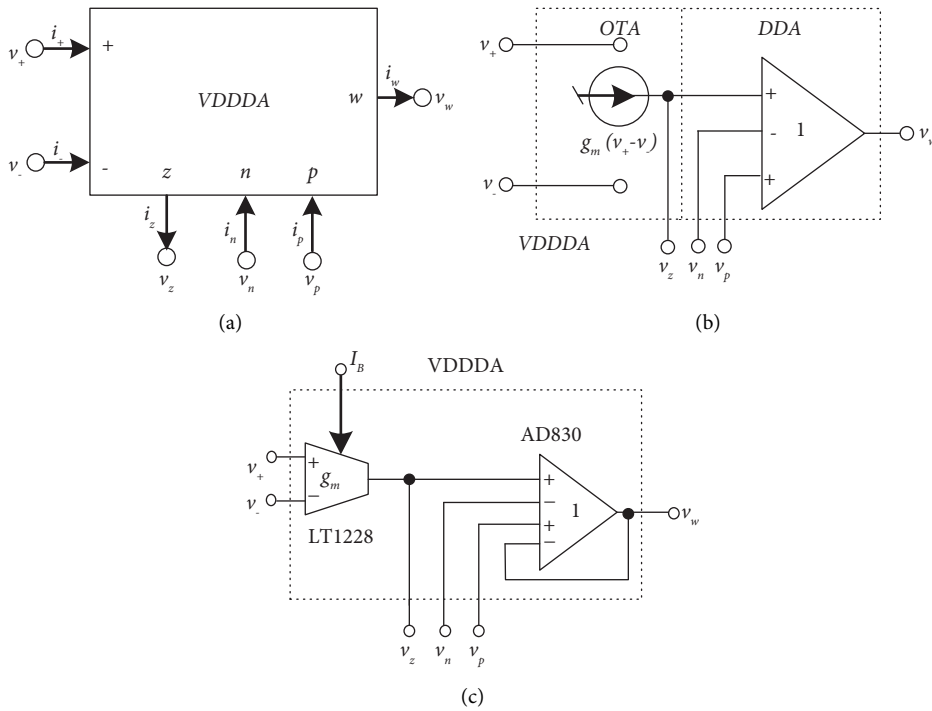 i+
v+
+
VDDDA
w
iw
vw
i-
v-
-
z n p
iz
in
ip
vz
vn
vp
(a)
OTA DDA
v+
+
-
1
+
gm (v+-v-)
v-
VDDDA
vz vn vp
(b)
IB
VDDDA
AD830
v+
+
gm
v-
−
LT1228
+
−
1
+
−
vw
vz vn vp
(c)